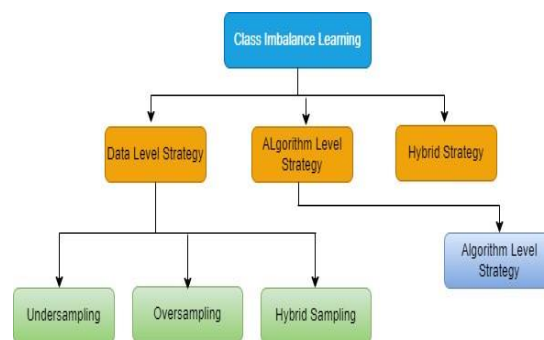 Class Imbalance Learning
Data Level Strategy
ALgorithm Level
Strategy
Hybrid Strategy
Algorithm Level
Strategy
Undersampling
Oversampling
Hybrid Sampling